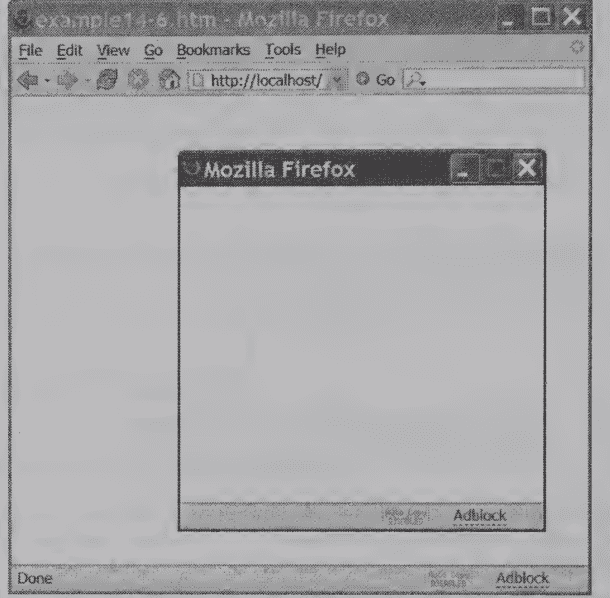 example14-6.htm - Mozilla Firefox
File Edit View Go Bookmarks Tools Help
http://localhost/ Go
Mozilla Firefox
Adblock
Done Adblock